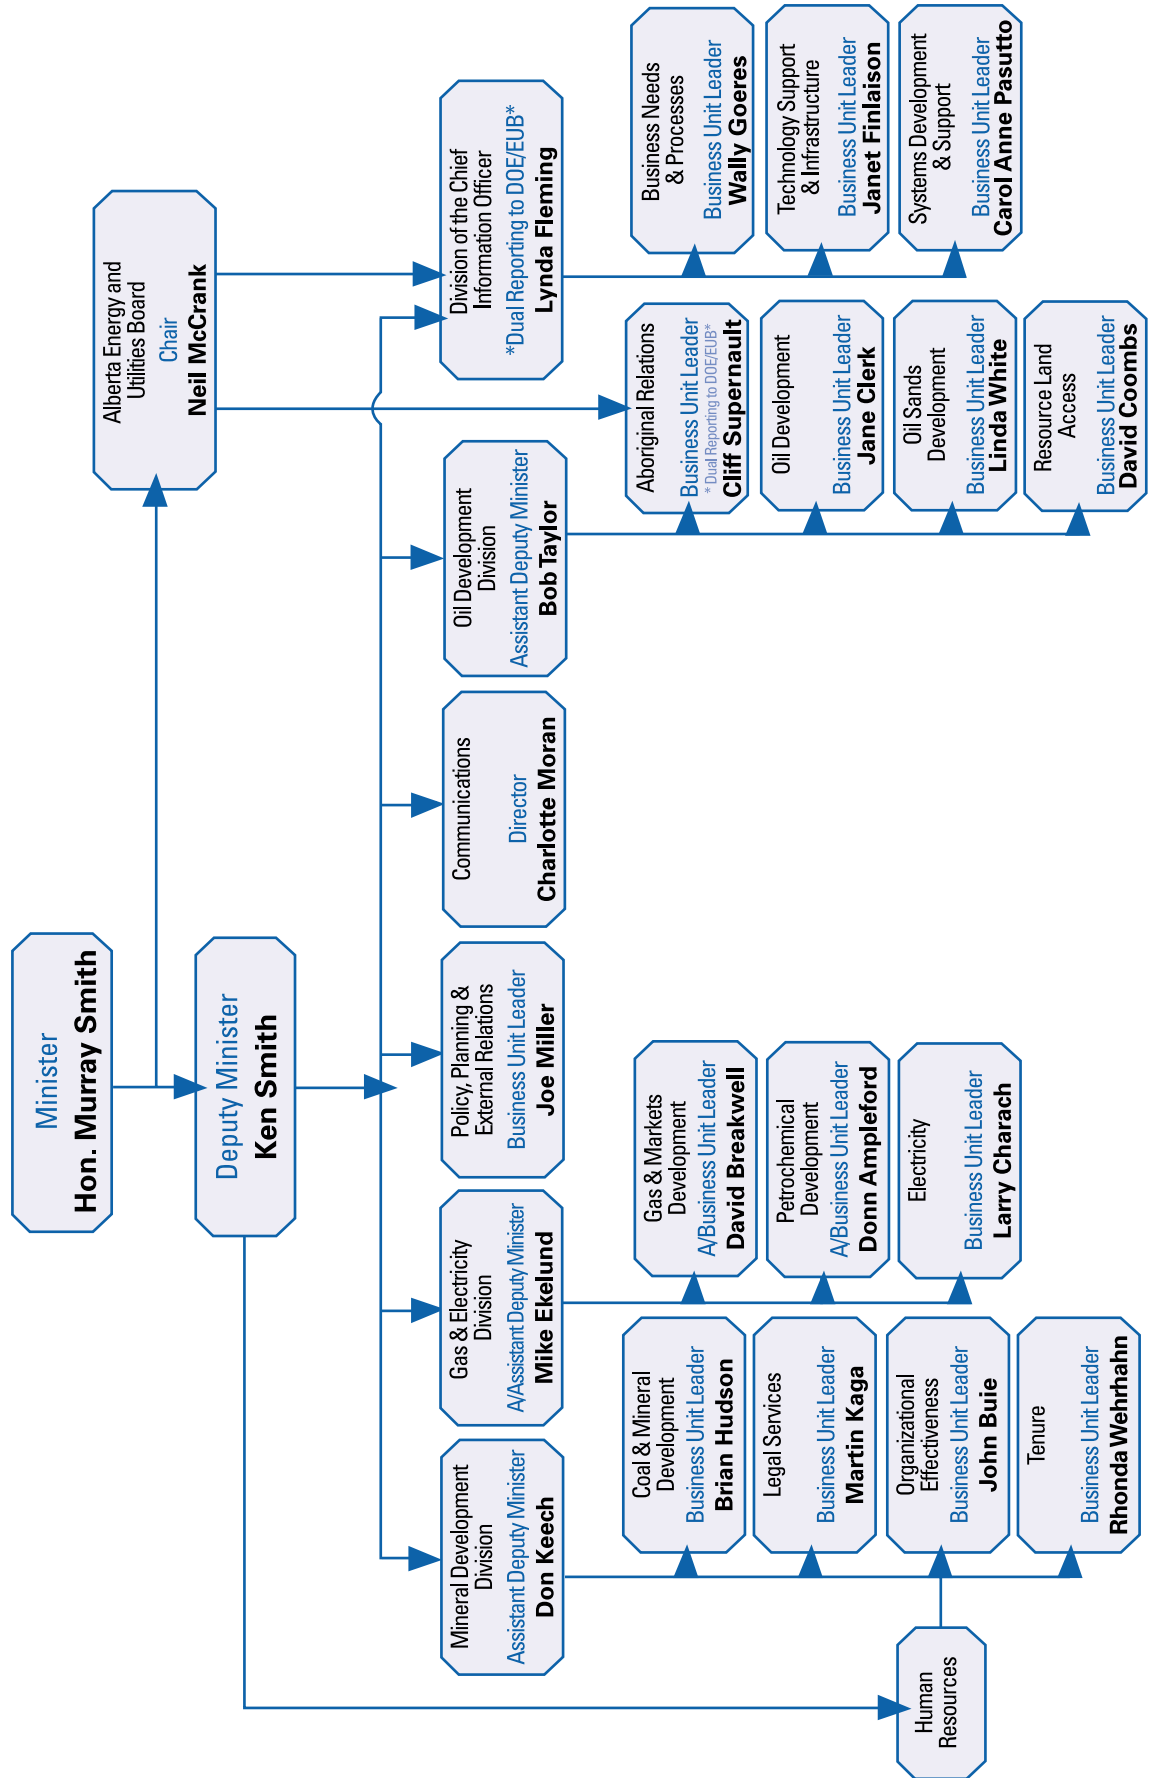 Minister
Hon. Murray Smith
Alberta Energy and
Utilities Board
Chair
Neil McCrank
Deputy Minister
Ken Smith
Mineral Development
Division
Assistant Deputy Minister
Don Keech
Gas & Electricity
Division
A/Assistant Deputy Minister
Mike Ekelund
Policy, Planning &
External Relations
Business Unit Leader
Joe Miller
Communications
Director
Charlotte Moran
Oil Development
Division
Assistant Deputy Minister
Bob Taylor
Division of the Chief
Information Officer
*Dual Reporting to DOE/EUB*
Lynda Fleming
Coal & Mineral
Development
Business Unit Leader
Brian Hudson
Legal Services
Business Unit Leader
Martin Kaga
Organizational
Effectiveness
Business Unit Leader
John Buie
Tenure
Business Unit Leader
Rhonda Wehrhahn
Human
Resources
Gas & Markets
Development
A/Business Unit Leader
David Breakwell
Petrochemical
Development
A/Business Unit Leader
Donn Ampleford
Electricity
Business Unit Leader
Larry Charach
Aboriginal Relations
Business Unit Leader
* Dual Reporting to DOE/EUB*
Cliff Supernault
Oil Development
Business Unit Leader
Jane Clerk
Oil Sands
Development
Business Unit Leader
Linda White
Resource Land
Access
Business Unit Leader
David Coombs
Business Needs
& Processes
Business Unit Leader
Wally Goeres
Technology Support
& Infrastructure
Business Unit Leader
Janet Finlaison
Systems Development
& Support
Business Unit Leader
Carol Anne Pasutto